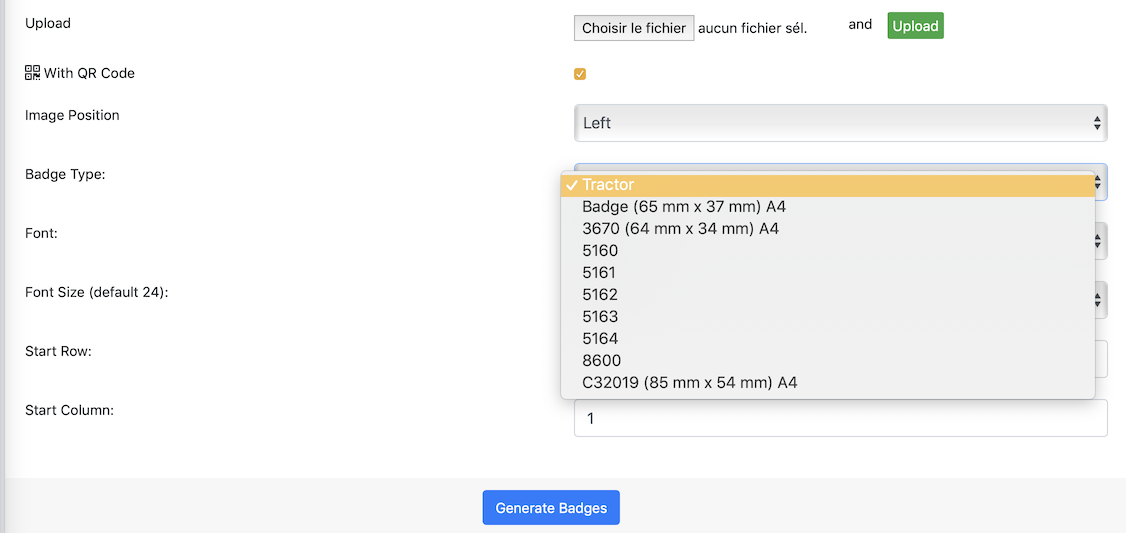 Upload Choisir le fichier aucun fichier sél. and Upload
With QR Code
Image Position Left
Badge Type: Tractor
Badge (65 mm x 37 mm) A4
Font: 3670 (64 mm x 34 mm) A4
5160
5161
Font Size (default 24): 5162
5163
5164
Start Row: 8600
C32019 (85 mm x 54 mm) A4
Start Column: 1
Generate Badges